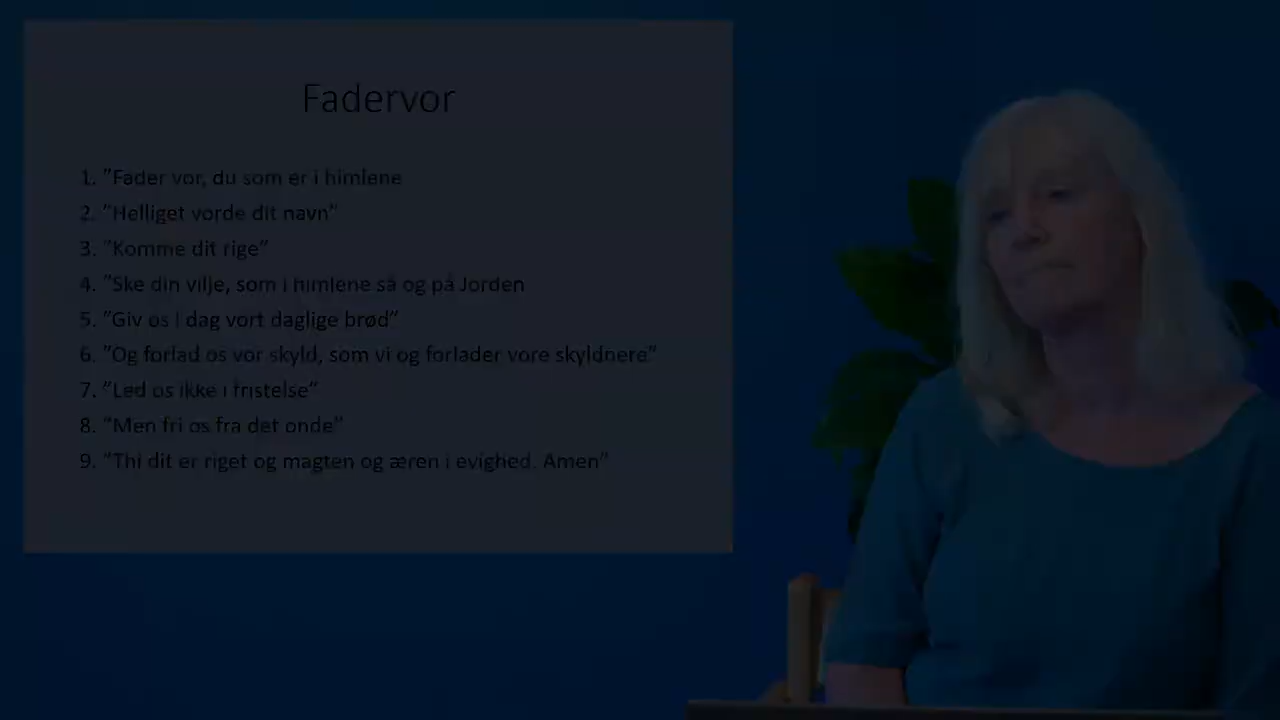 Fadervor
1. ”Fader vor, du som er i himlene
2. ”Helliget vorde dit navn”
3. ”Komme dit rige”
4. ”Ske din vilje, som i himlene så og på Jorden
5. ”Giv os i dag vort daglige brød”
6. ”Og forlad os vor skyld, som vi og forlader vore skyldnere”
7. ”Led os ikke i fristelse”
8. ”Men fri os fra det onde”
9. ”Thi dit er riget og magten og æren i evighed. Amen”